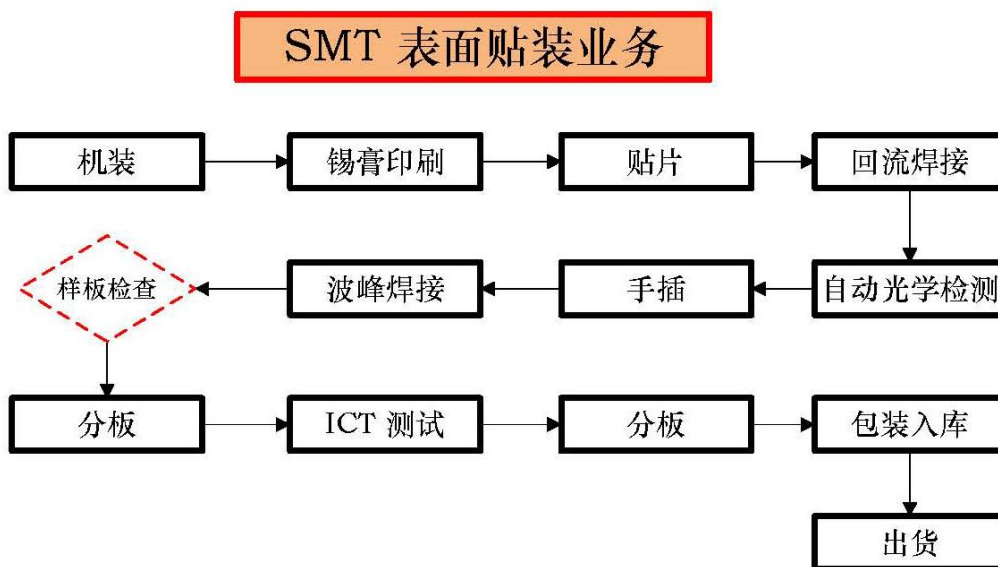 SMT 表面贴装业务
机装
锡膏印刷
贴片
回流焊接
自动光学检测
手插
波峰焊接
样板检查
分板
ICT 测试
分板
包装入库
出货